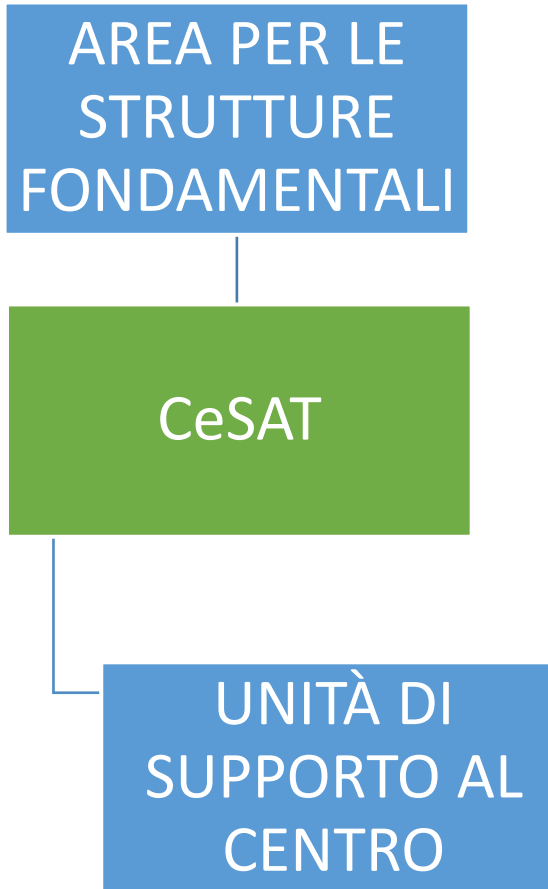 AREA PER LE
STRUTTURE
FONDAMENTALI
CeSAT
UNITÀ DI
SUPPORTO AL
CENTRO